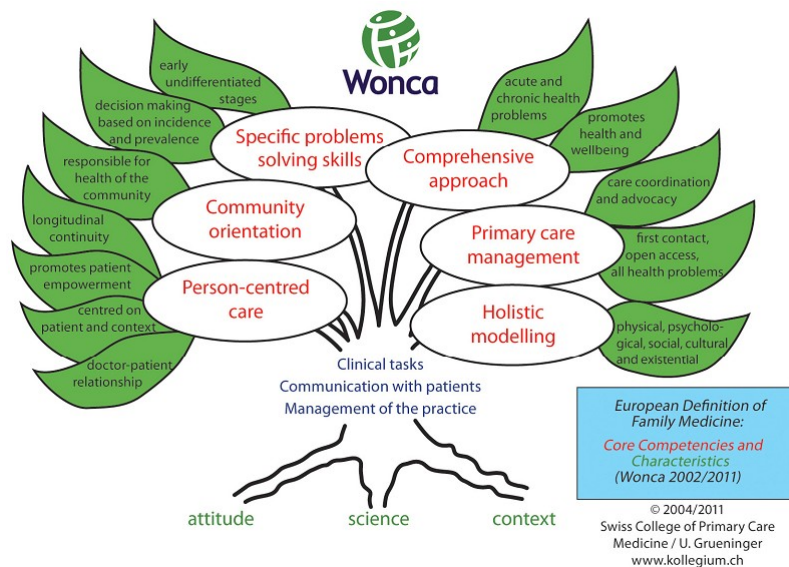 Wonca
early
undifferentiated
stages
decision making
based on incidence
and prevalence
responsible for
health of the
community
longitudinal
continuity
promotes patient
empowerment
centred on
patient and context
doctor-patient
relationship
Specific problems
solving skills
Community
orientation
Person-centred
care
Comprehensive
approach
Primary care
management
Holistic
modelling
acute and
chronic health
problems
promotes
health and
wellbeing
care coordination
and advocacy
first contact,
open access,
all health problems
physical, psycholo-
gical, social, cultural
and existential
Clinical tasks
Communication with patients
Management of the practice
attitude
science
context
European Definition of
Family Medicine:
Core Competencies and
Characteristics
(Wonca 2002/2011)
© 2004/2011
Swiss College of Primary Care
Medicine / U. Grueninger
www.kollegium.ch